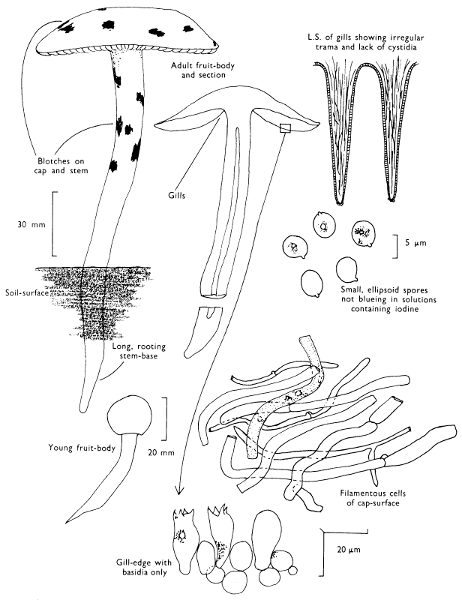 L.S. of gills showing irregular
trama and lack of cystidia
Adult fruit-body
and section
Blotches on
cap and stem
Gills
30 mm
5 µm
Small, ellipsoid spores
not blueing in solutions
containing iodine
Soil-surface
Long, rooting
stem-base
20 mm
Young fruit-body
Filamentous cells
of cap-surface
Gill-edge with
basidia only
20 µm